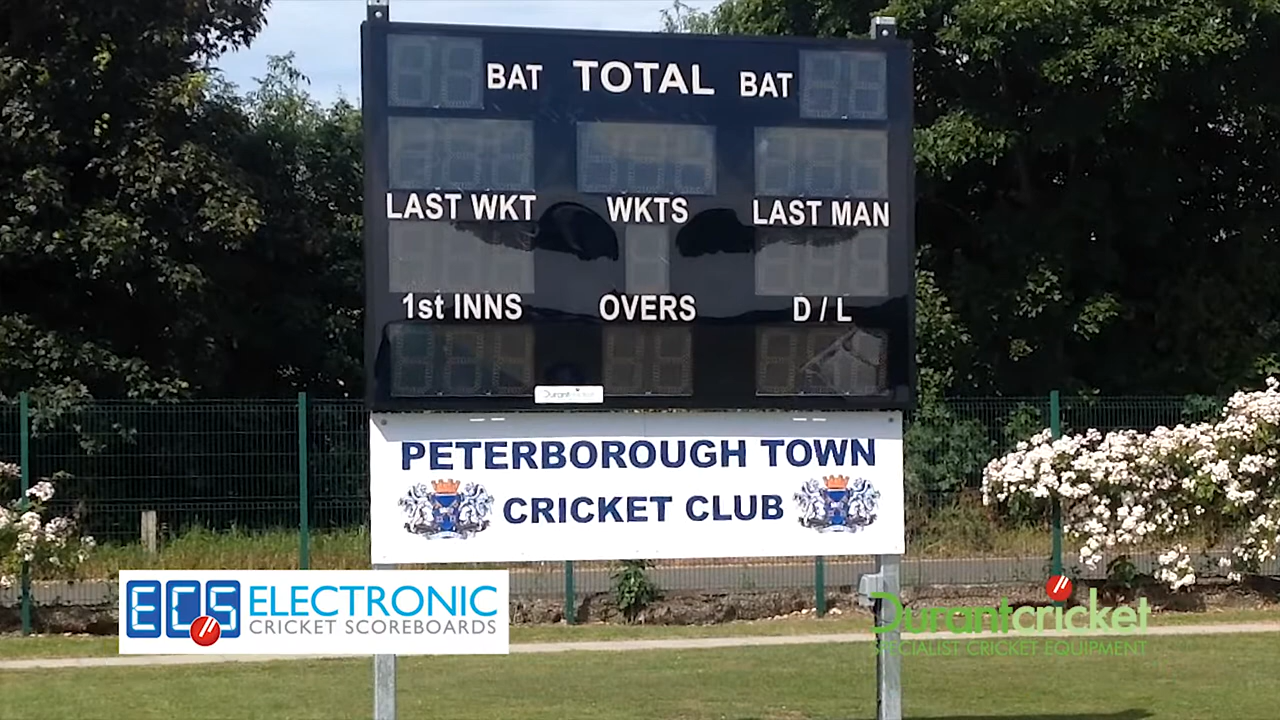 BAT TOTAL BAT
LAST WKT WKTS LAST MAN
1st INNS OVERS D / L
Durantcricket
PETERBOROUGH TOWN
CRICKET CLUB
ECS ELECTRONIC
CRICKET SCOREBOARDS
Durantcricket
SPECIALIST CRICKET EQUIPMENT